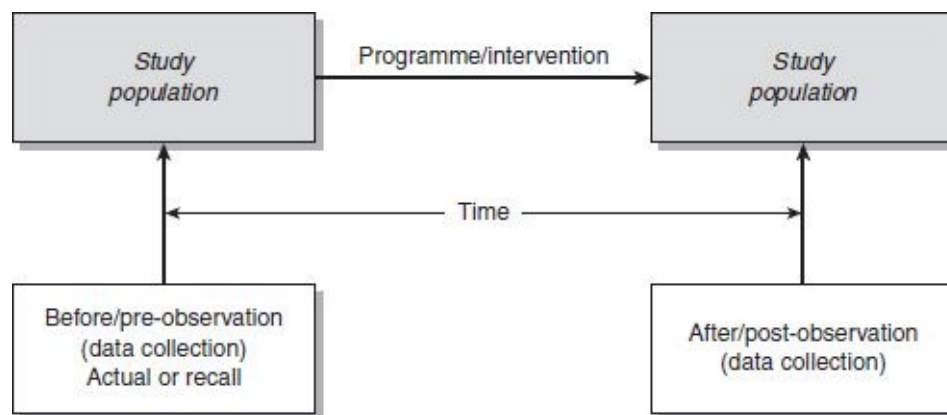 Study
population
Programme/intervention
Study
population
Time
Before/pre-observation
(data collection)
Actual or recall
After/post-observation
(data collection)